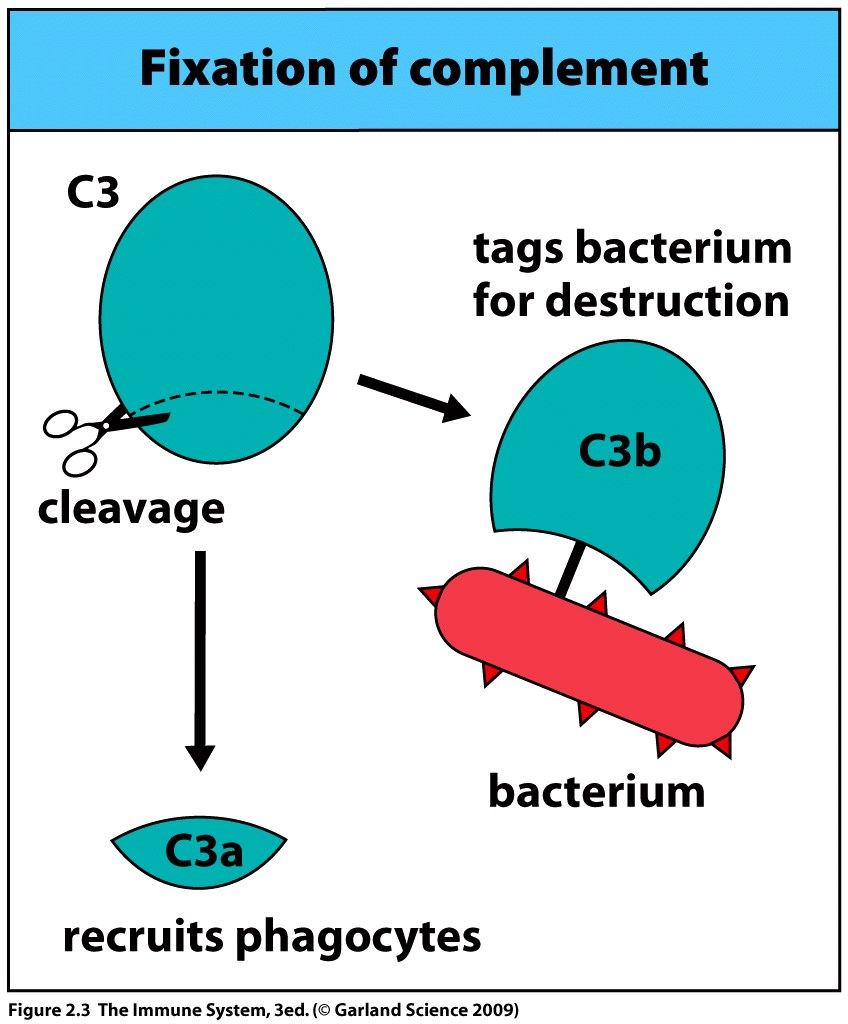 Fixation of complement
C3
tags bacterium
for destruction
C3b
cleavage
bacterium
C3a
recruits phagocytes
Figure 2.3 The Immune System, 3ed. (© Garland Science 2009)